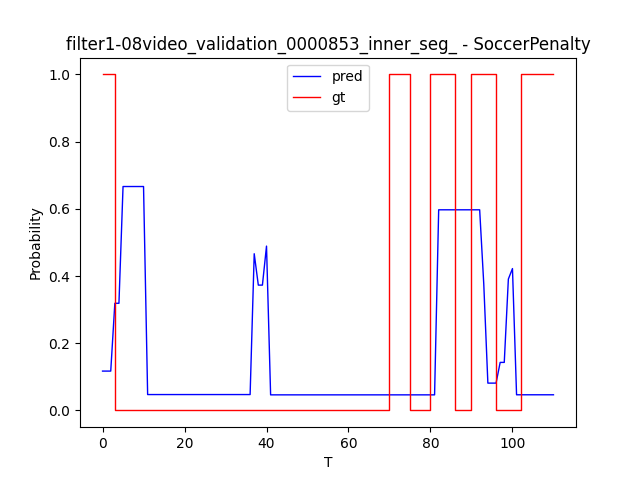 filter1-08video_validation_0000853_inner_seg_ - SoccerPenalty
pred
gt
1.0
0.8
0.6
0.4
0.2
0.0
Probability
0
20
40
60
80
100
T